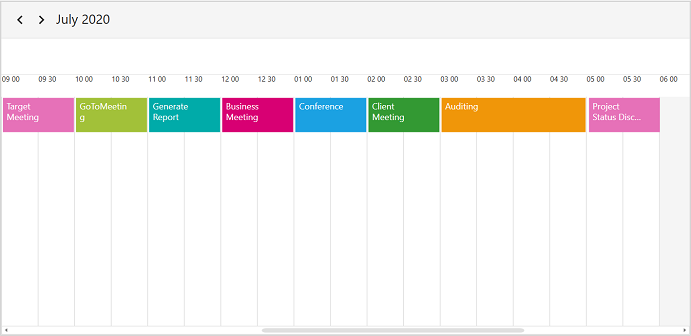 July 2020
09 00 09 30 10 00 10 30 11 00 11 30 12 00 12 30 01 00 01 30 02 00 02 30 03 00 03 30 04 00 04 30 05 00 05 30 06 00
Target
Meeting
GoToMeetin
g
Generate
Report
Business
Meeting
Conference
Client
Meeting
Auditing
Project
Status Disc...